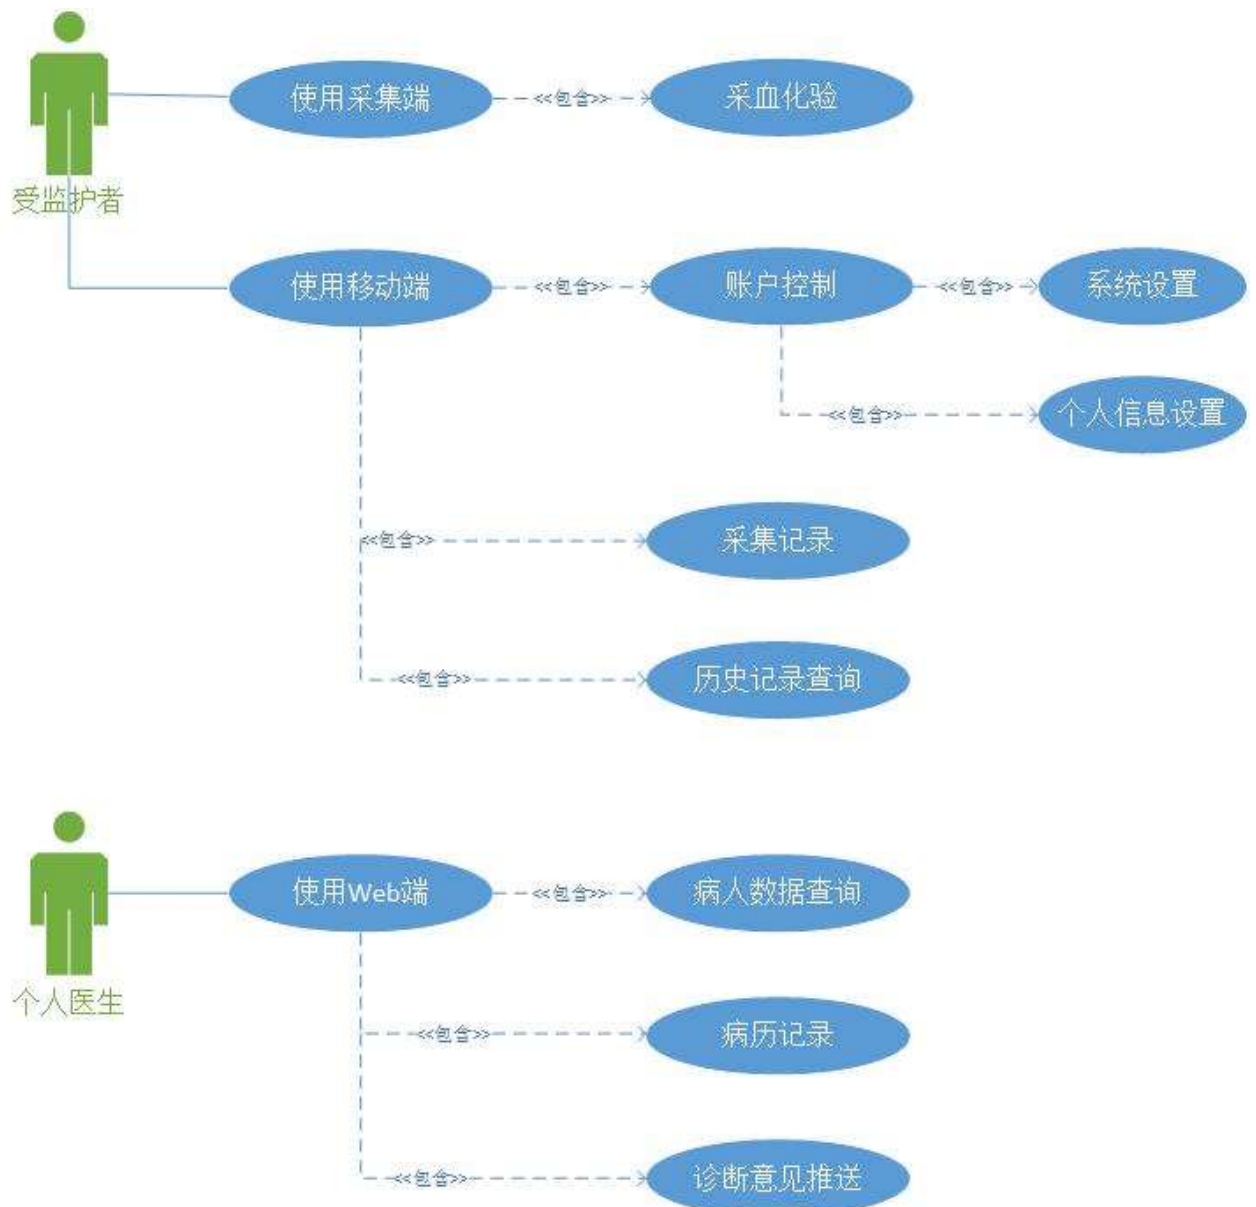 使用采集端
<<包含>>
采血化验
受监护者
使用移动端
<<包含>>
账户控制
<<包含>>
系统设置
<<包含>>
个人信息设置
<<包含>>
采集记录
<<包含>>
历史记录查询
使用Web端
<<包含>>
病人数据查询
个人医生
<<包含>>
病历记录
<<包含>>
诊断意见推送